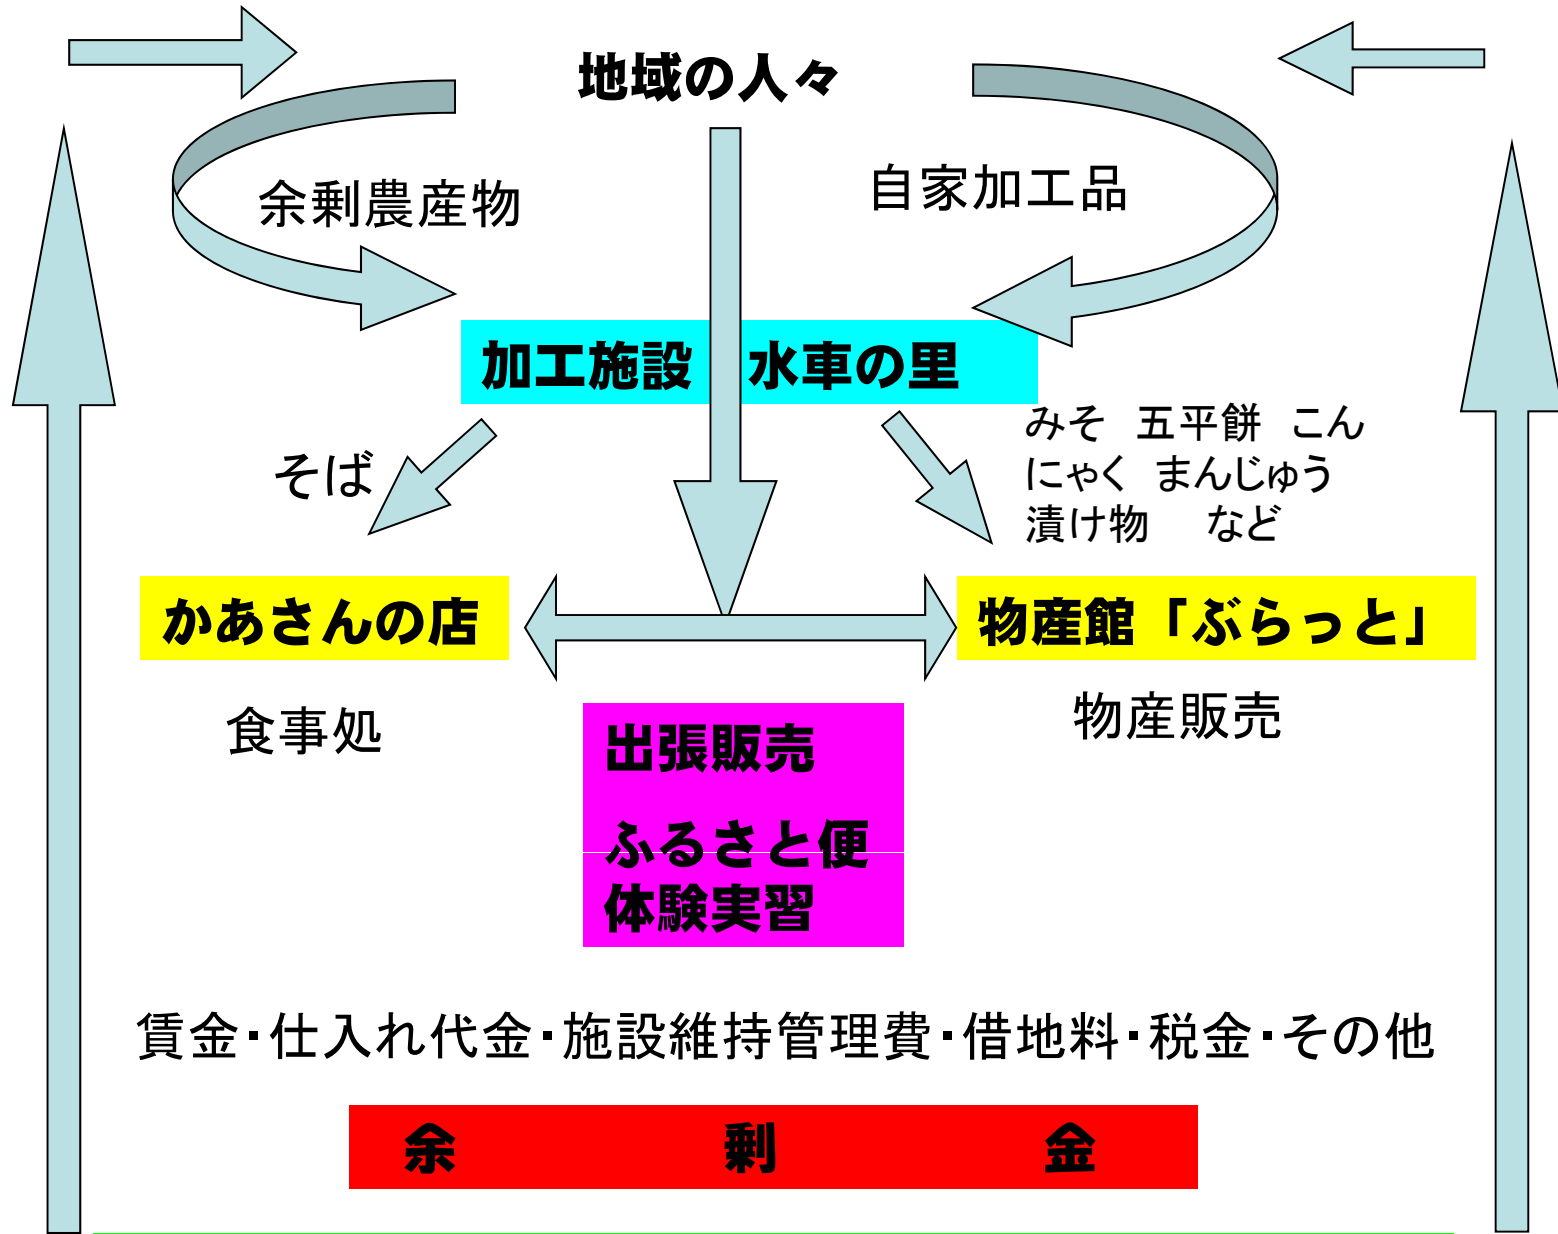 地域の人々
余剰農産物
自家加工品
加工施設　水車の里
そば
みそ　五平餅　こん
にゃく　まんじゅう
漬け物　など
かあさんの店
物産館「ぶらっと」
食事処
物産販売
出張販売
ふるさと便
体験実習
賃金・仕入れ代金・施設維持管理費・借地料・税金・その他
余　剰　金